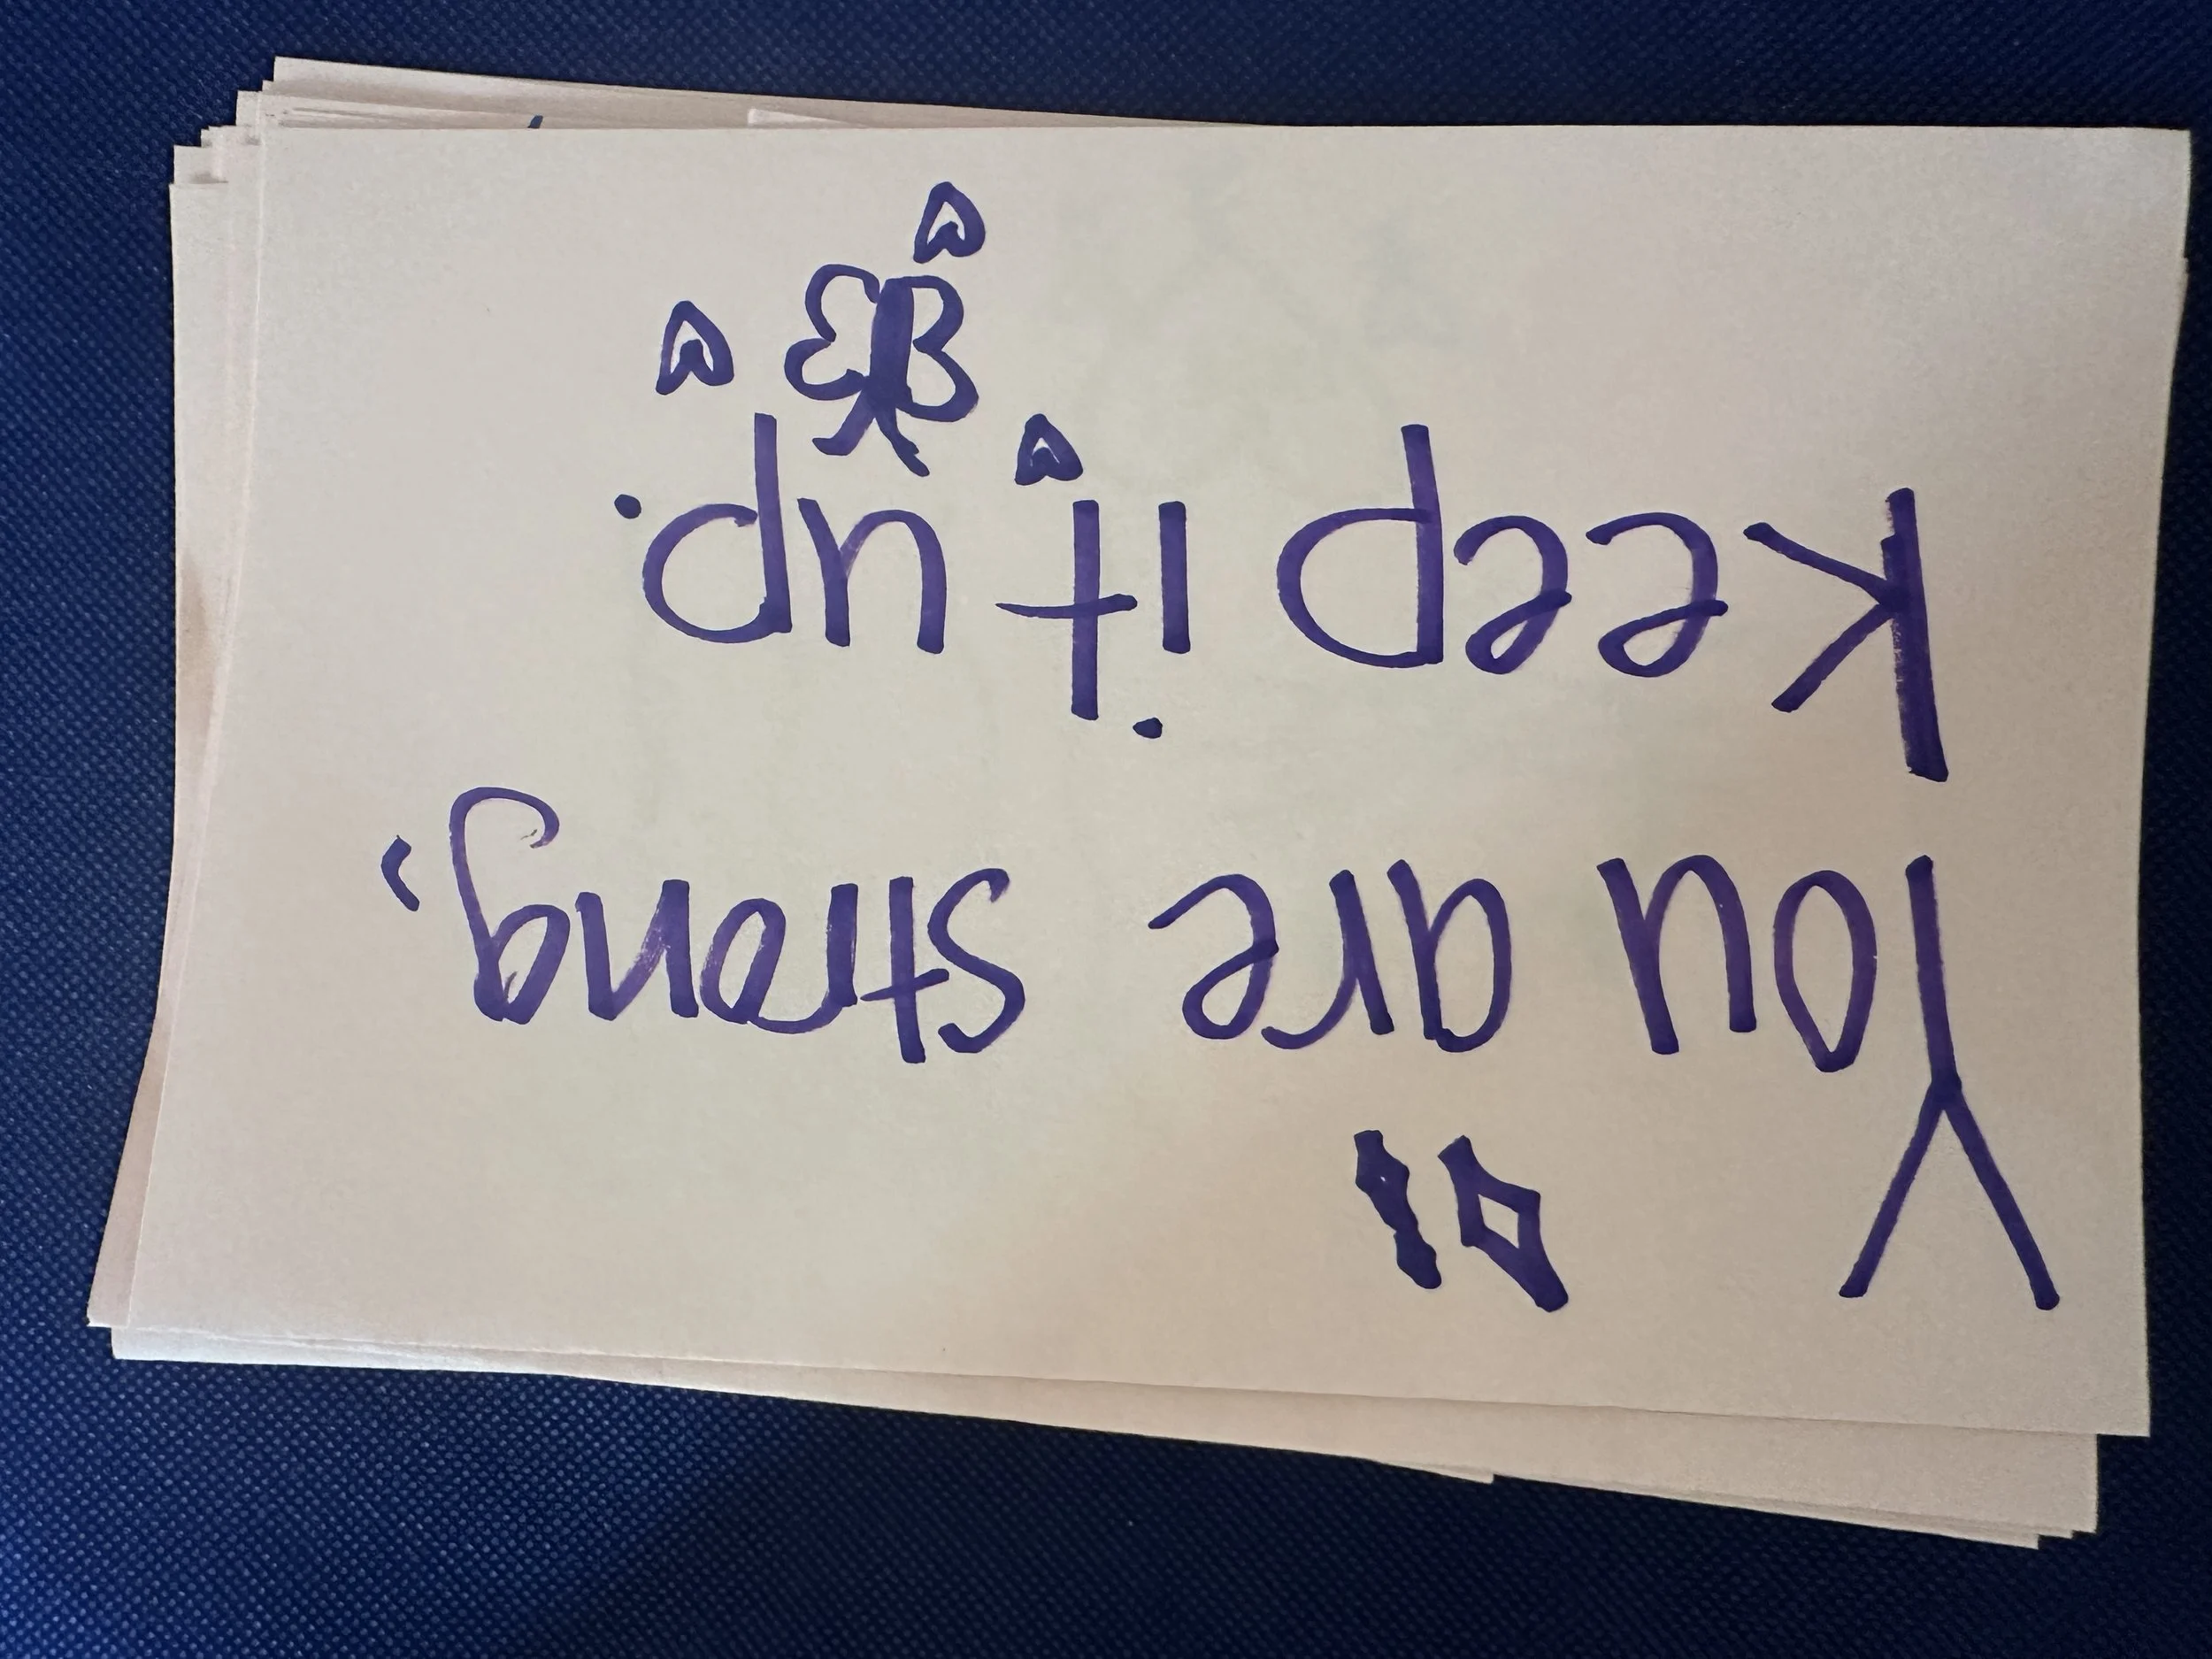 You are strong,
Keep it up.